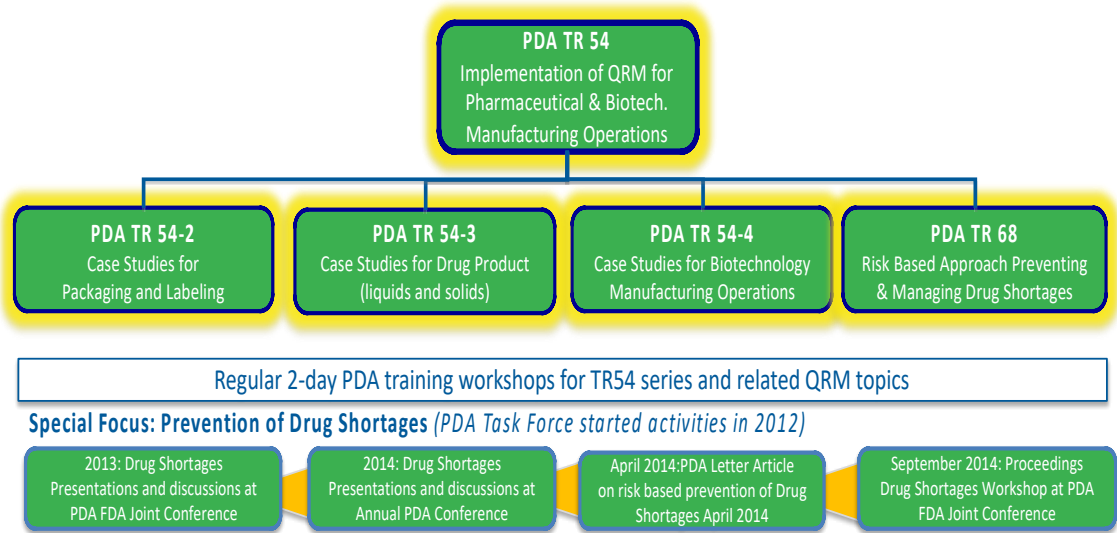 PDA TR 54
Implementation of QRM for
Pharmaceutical & Biotech.
Manufacturing Operations
PDA TR 54-2
Case Studies for
Packaging and Labeling
PDA TR 54-3
Case Studies for Drug Product
(liquids and solids)
PDA TR 54-4
Case Studies for Biotechnology
Manufacturing Operations
PDA TR 68
Risk Based Approach Preventing
& Managing Drug Shortages
Regular 2-day PDA training workshops for TR54 series and related QRM topics
Special Focus: Prevention of Drug Shortages (PDA Task Force started activities in 2012)
2013: Drug Shortages
Presentations and discussions at
PDA FDA Joint Conference
2014: Drug Shortages
Presentations and discussions at
Annual PDA Conference
April 2014:PDA Letter Article
on risk based prevention of Drug
Shortages April 2014
September 2014: Proceedings
Drug Shortages Workshop at PDA
FDA Joint Conference